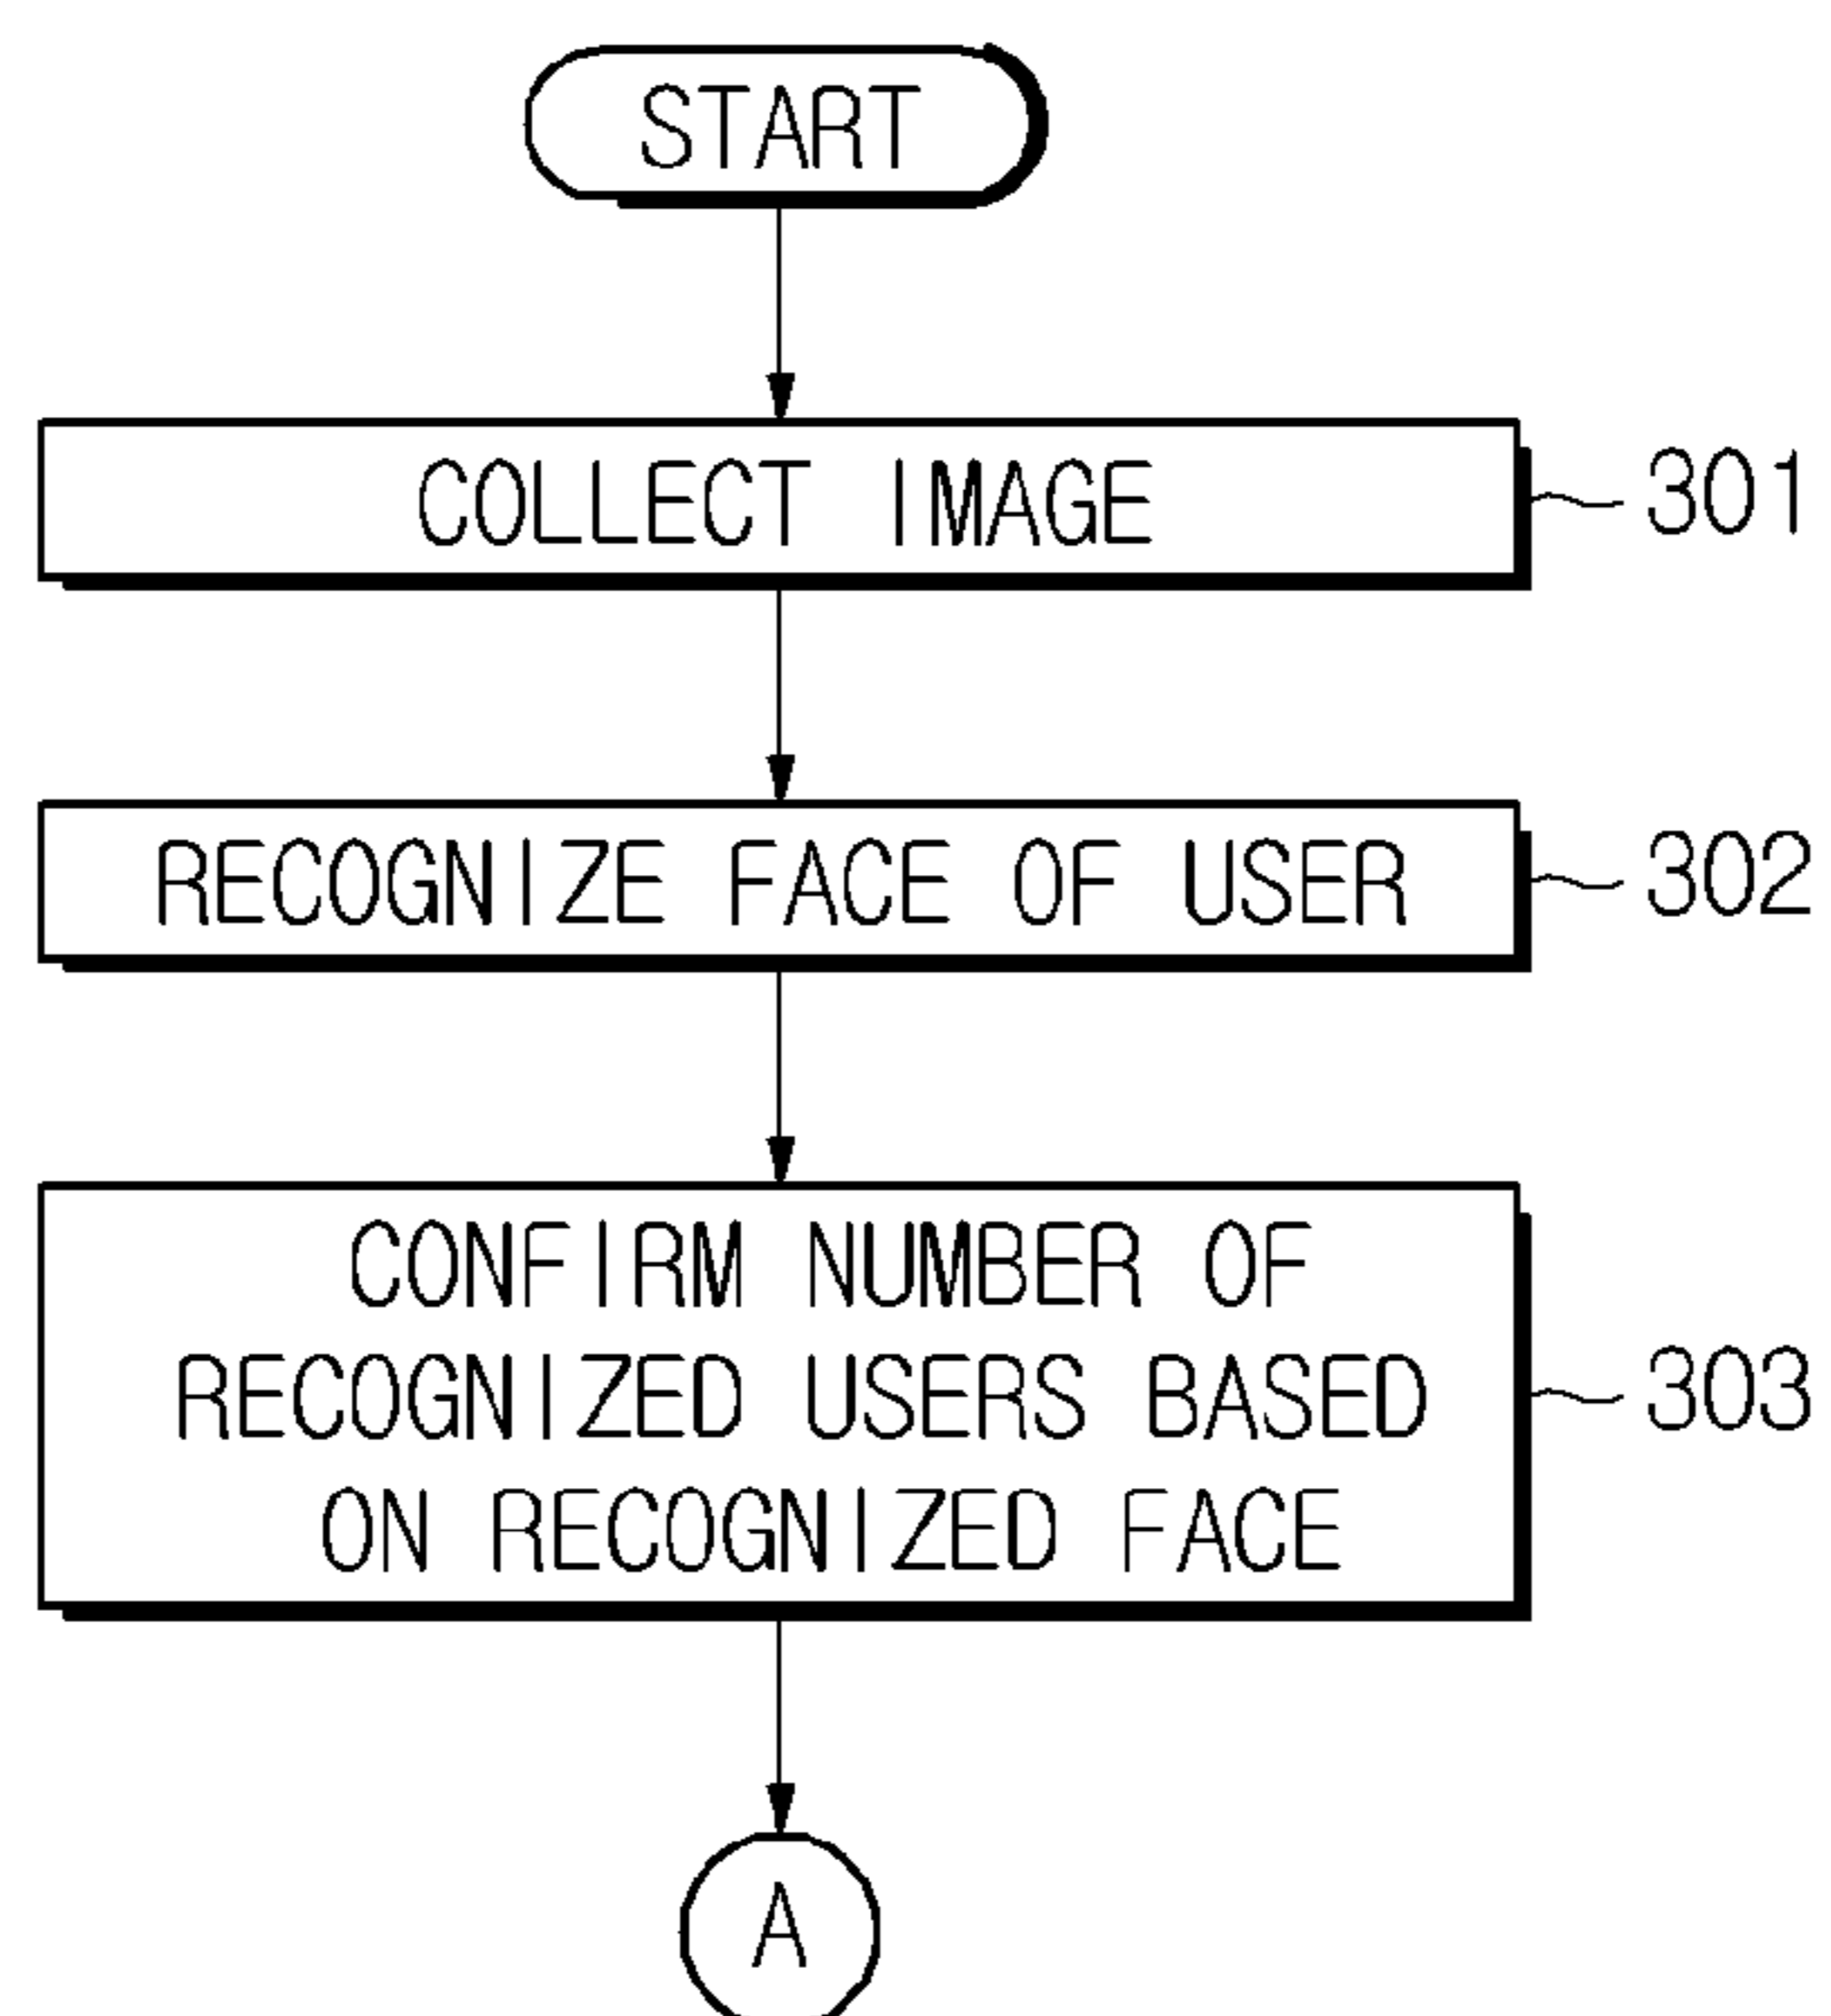 START
COLLECT IMAGE
301
RECOGNIZE FACE OF USER
302
CONFIRM NUMBER OF
RECOGNIZED USERS BASED
303
ON RECOGNIZED FACE
A